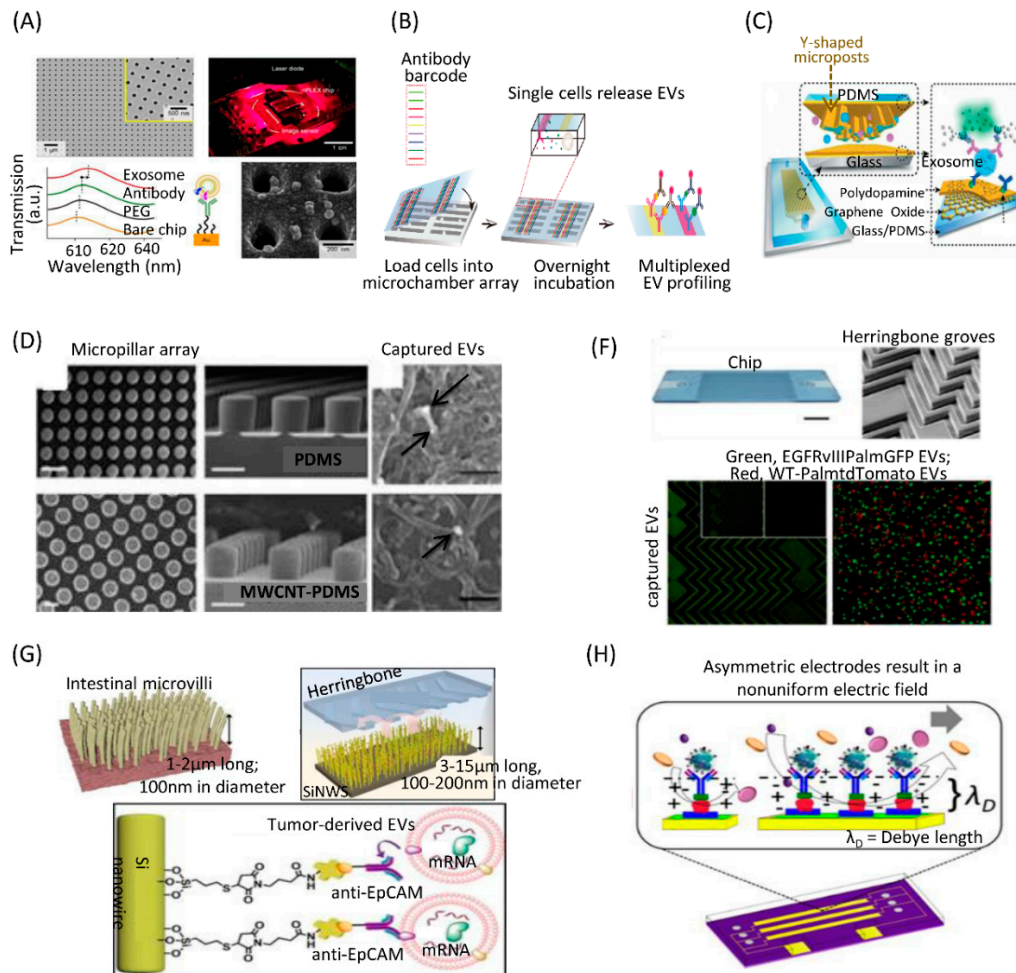 (A)
1 µm
500 nm
Laser diode
nPLEX chip
Image sensor
1 cm
Transmission
(a.u.)
Exosome
Antibody
PEG
Bare chip
610
620
640
Wavelength (nm)
Au
200 nm
(B)
Antibody
barcode
Single cells release EVs
Load cells into
microchamber array
Overnight
incubation
Multiplexed
EV profiling
(C)
Y-shaped
microposts
PDMS
Glass
Exosome
Polydopamine
Graphene Oxide
Glass/PDMS
(D)
Micropillar array
Captured EVs
PDMS
MWCNT-PDMS
(F)
Herringbone groves
Chip
Green, EGFRvIIIPalmGFP EVs;
Red, WT-PalmtdTomato EVs
captured EVs
(G)
Intestinal microvilli
1-2µm long;
100nm in diameter
Herringbone
3-15µm long,
100-200nm in diameter
SiNWS
Si
nanowire
Tumor-derived EVs
mRNA
anti-EpCAM
mRNA
anti-EpCAM
(H)
Asymmetric electrodes result in a
nonuniform electric field
λD
λD = Debye length